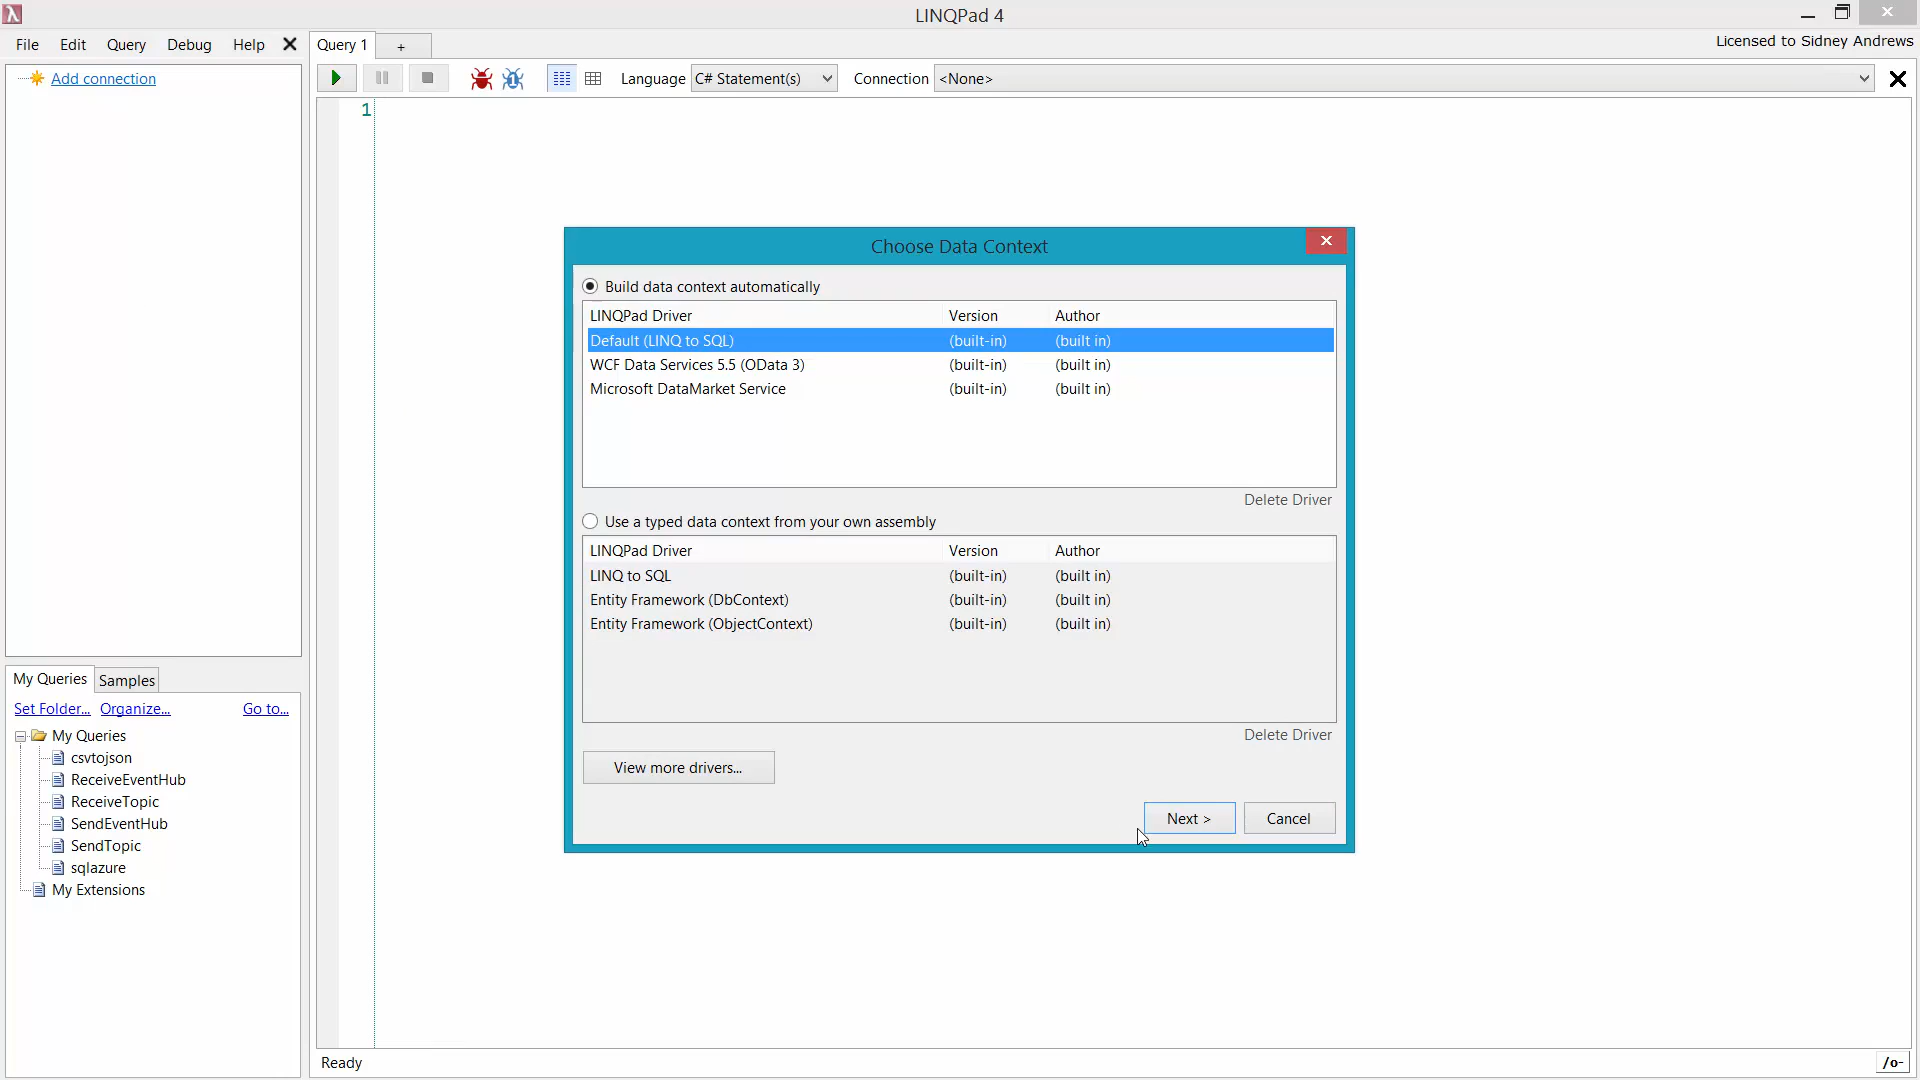 LINQPad 4
File Edit Query Debug Help Query 1 +
Licensed to Sidney Andrews
Add connection
Language C# Statement(s) Connection <None>
1
Choose Data Context
Build data context automatically
LINQPad Driver Version Author
Default (LINQ to SQL) (built-in) (built in)
WCF Data Services 5.5 (OData 3) (built-in) (built in)
Microsoft DataMarket Service (built-in) (built in)
Delete Driver
Use a typed data context from your own assembly
LINQPad Driver Version Author
LINQ to SQL (built-in) (built in)
Entity Framework (DbContext) (built-in) (built in)
Entity Framework (ObjectContext) (built-in) (built in)
Delete Driver
View more drivers...
Next > Cancel
My Queries Samples
Set Folder... Organize... Go to...
My Queries
csvtojson
ReceiveEventHub
ReceiveTopic
SendEventHub
SendTopic
sqlazure
My Extensions
Ready
/o-